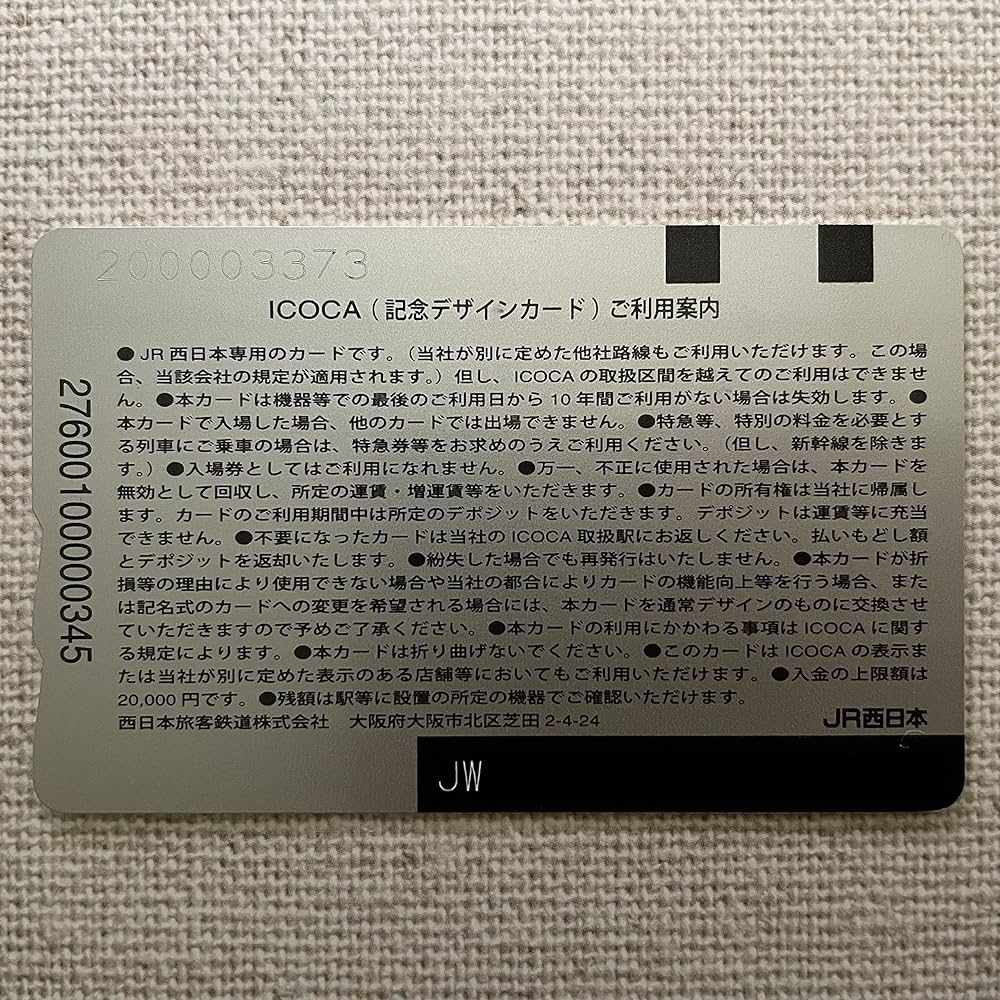 200003373
ICOCA（記念デザインカード）ご利用案内
●JR西日本専用のカードです。（当社が別に定めた他社路線もご利用いただけます。この場
合、当該会社の規定が適用されます。）但し、ICOCAの取扱区間を越えてのご利用はできませ
ん。●本カードは機器等での最後のご利用日から10年間ご利用がない場合は失効します。●
本カードで入場した場合、他のカードでは出場できません。●特急等、特別の料金を必要とす
る列車にご乗車の場合は、特急券等をお求めのうえご利用ください。（但し、新幹線を除きま
す。）●入場券としてはご利用になれません。●万一、不正に使用された場合は、本カードを
無効として回収し、所定の運賃・増運賃等をいただきます。●カードの所有権は当社に帰属し
ます。カードのご利用期間中は所定のデポジットをいただきます。デポジットは運賃等に充当
できません。●不要になったカードは当社のICOCA取扱駅にお返しください。払いもどし額
とデポジットを返却いたします。●紛失した場合でも再発行はいたしません。●本カードが折
損等の理由により使用できない場合や当社の都合によりカードの機能向上等を行う場合、また
は記名式のカードへの変更を希望される場合には、本カードを通常デザインのものに交換させ
ていただきますので予めご了承ください。●本カードの利用にかかわる事項はICOCAに関す
る規定によります。●本カードは折り曲げないでください。●このカードはICOCAの表示ま
たは当社が別に定めた表示のある店舗等においてもご利用いただけます。●入金の上限額は
20,000円です。●残額は駅等に設置の所定の機器でご確認いただけます。
西日本旅客鉄道株式会社　大阪府大阪市北区芝田2-4-24
JR西日本
JW
27600100000345